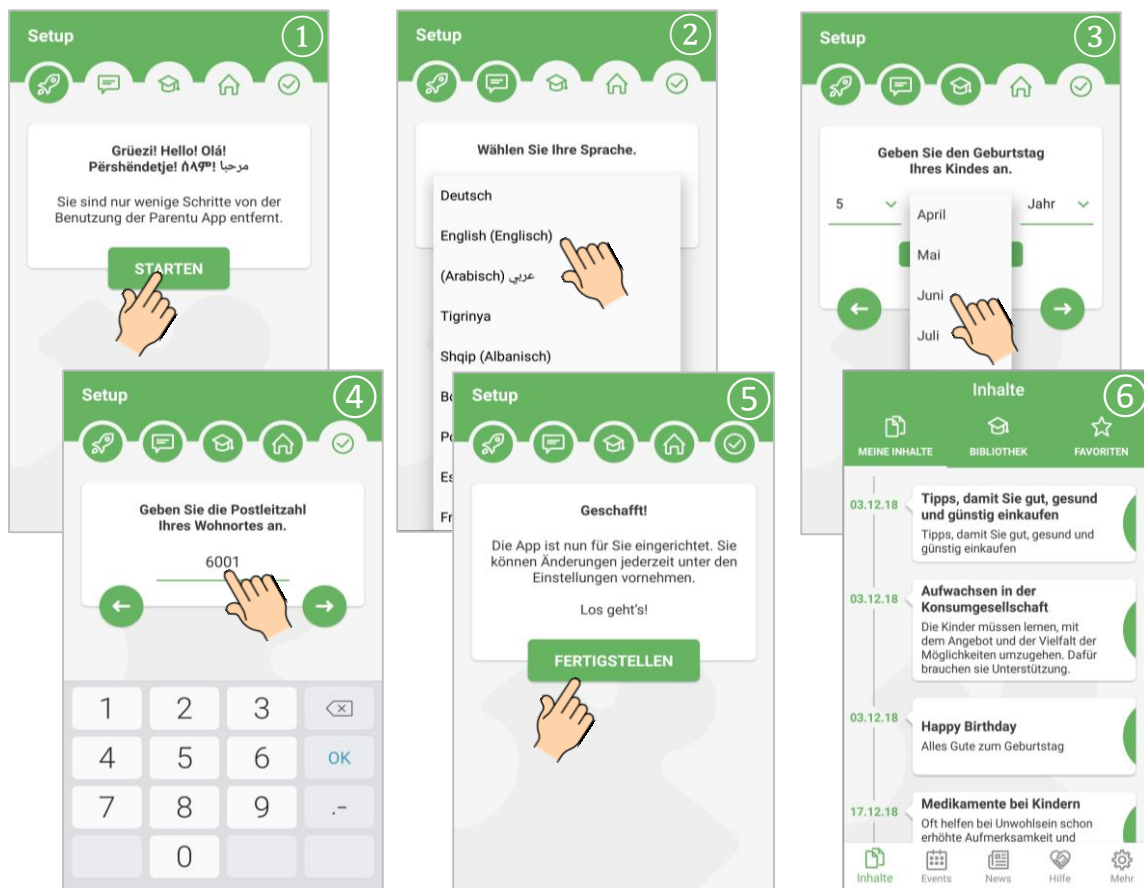 Setup
①
Grüezi! Hello! Olá!
Përshëndetje! ሰላም! مرحبا
Sie sind nur wenige Schritte von der
Benutzung der Parentu App entfernt.
STARTEN
Setup
②
Wählen Sie Ihre Sprache.
Deutsch
English (Englisch)
(Arabisch) عربي
Tigrinya
Shqip (Albanisch)
Setup
③
Geben Sie den Geburtstag
Ihres Kindes an.
5
Jahr
April
Mai
Juni
Juli
Setup
④
Geben Sie die Postleitzahl
Ihres Wohnortes an.
6001
1 2 3
4 5 6 OK
7 8 9 .-
0
Setup
⑤
Geschafft!
Die App ist nun für Sie eingerichtet. Sie
können Änderungen jederzeit unter den
Einstellungen vornehmen.
Los geht's!
FERTIGSTELLEN
Inhalte
⑥
MEINE INHALTE BIBLIOTHEK FAVORITEN
03.12.18
Tipps, damit Sie gut, gesund
und günstig einkaufen
Tipps, damit Sie gut, gesund und
günstig einkaufen
03.12.18
Aufwachsen in der
Konsumgesellschaft
Die Kinder müssen lernen, mit
dem Angebot und der Vielfalt der
Möglichkeiten umzugehen. Dafür
brauchen sie Unterstützung.
03.12.18
Happy Birthday
Alles Gute zum Geburtstag
17.12.18
Medikamente bei Kindern
Oft helfen bei Unwohlsein schon
erhöhte Aufmerksamkeit und
Inhalte Events News Hilfe Mehr